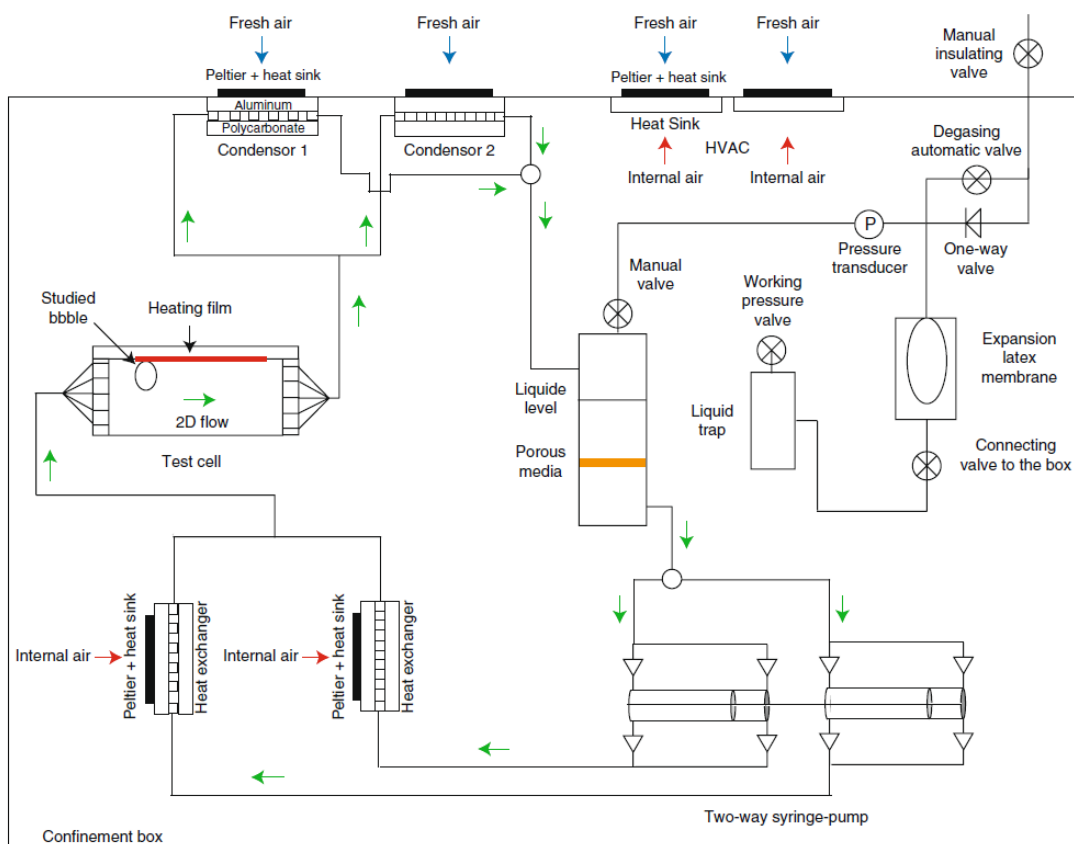 Fresh air
Fresh air
Fresh air
Fresh air
Manual
insulating
valve
Peltier + heat sink
Peltier + heat sink
Aluminum
Polycarbonate
Condensor 1
Condensor 2
Heat Sink
HVAC
Internal air
Internal air
Degasing
automatic valve
P
Pressure
transducer
One-way
valve
Manual
valve
Working
pressure
valve
Studied
bbble
Heating film
2D flow
Test cell
Liquide
level
Porous
media
Liquid
trap
Expansion
latex
membrane
Connecting
valve to the box
Internal air
Peltier + heat sink
Heat exchanger
Internal air
Peltier + heat sink
Heat exchanger
Two-way syringe-pump
Confinement box